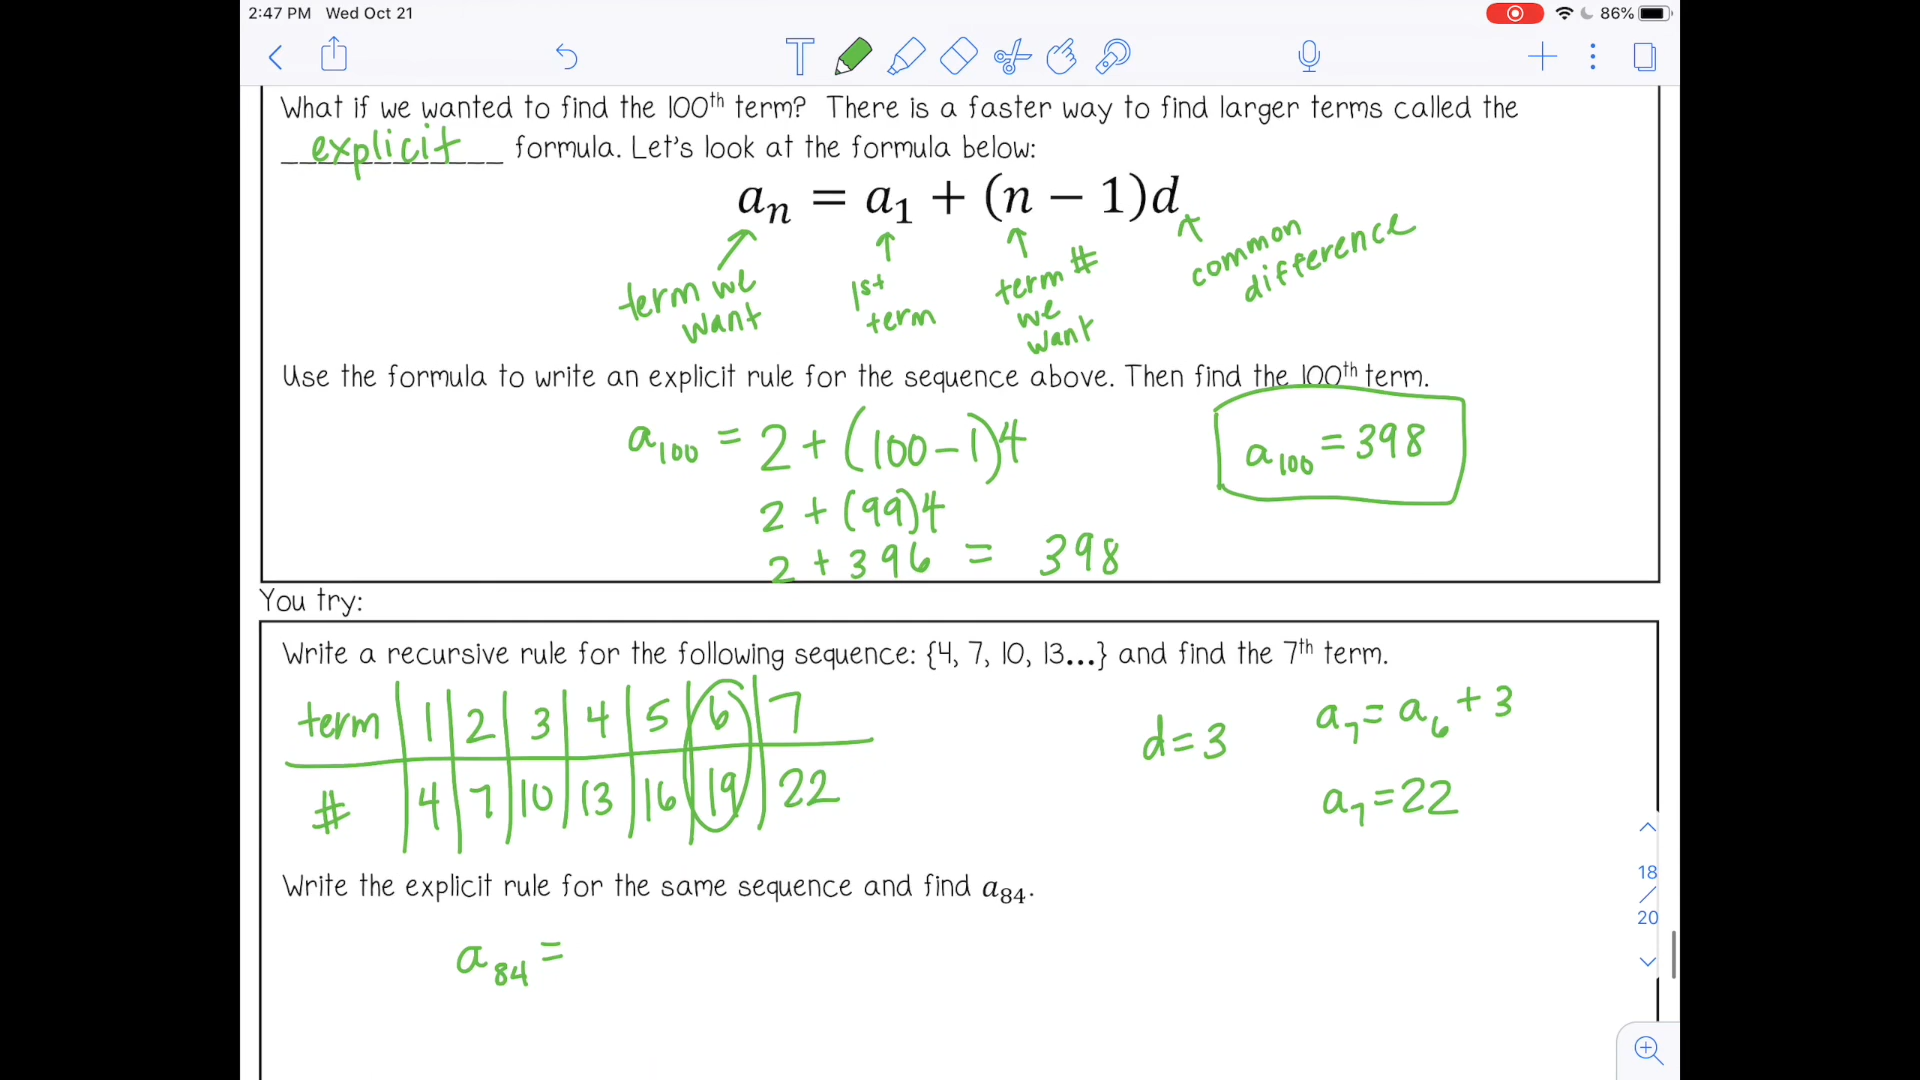 2:47 PM Wed Oct 21
86%
T
What if we wanted to find the 100th term? There is a faster way to find larger terms called the
explicit formula. Let's look at the formula below:
aₙ = a₁ + (n − 1)d
term we want
1st term
term # we want
common difference
Use the formula to write an explicit rule for the sequence above. Then find the 100th term.
a₁₀₀ = 2 + (100 − 1)4
a₁₀₀ = 398
2 + (99)4
2 + 396 = 398
You try:
Write a recursive rule for the following sequence: {4, 7, 10, 13...} and find the 7th term.
term 1 2 3 4 5 6 7
# 4 7 10 13 16 19 22
d = 3
a₇ = a₆ + 3
a₇ = 22
Write the explicit rule for the same sequence and find a₈₄.
a₈₄ =
18 / 20